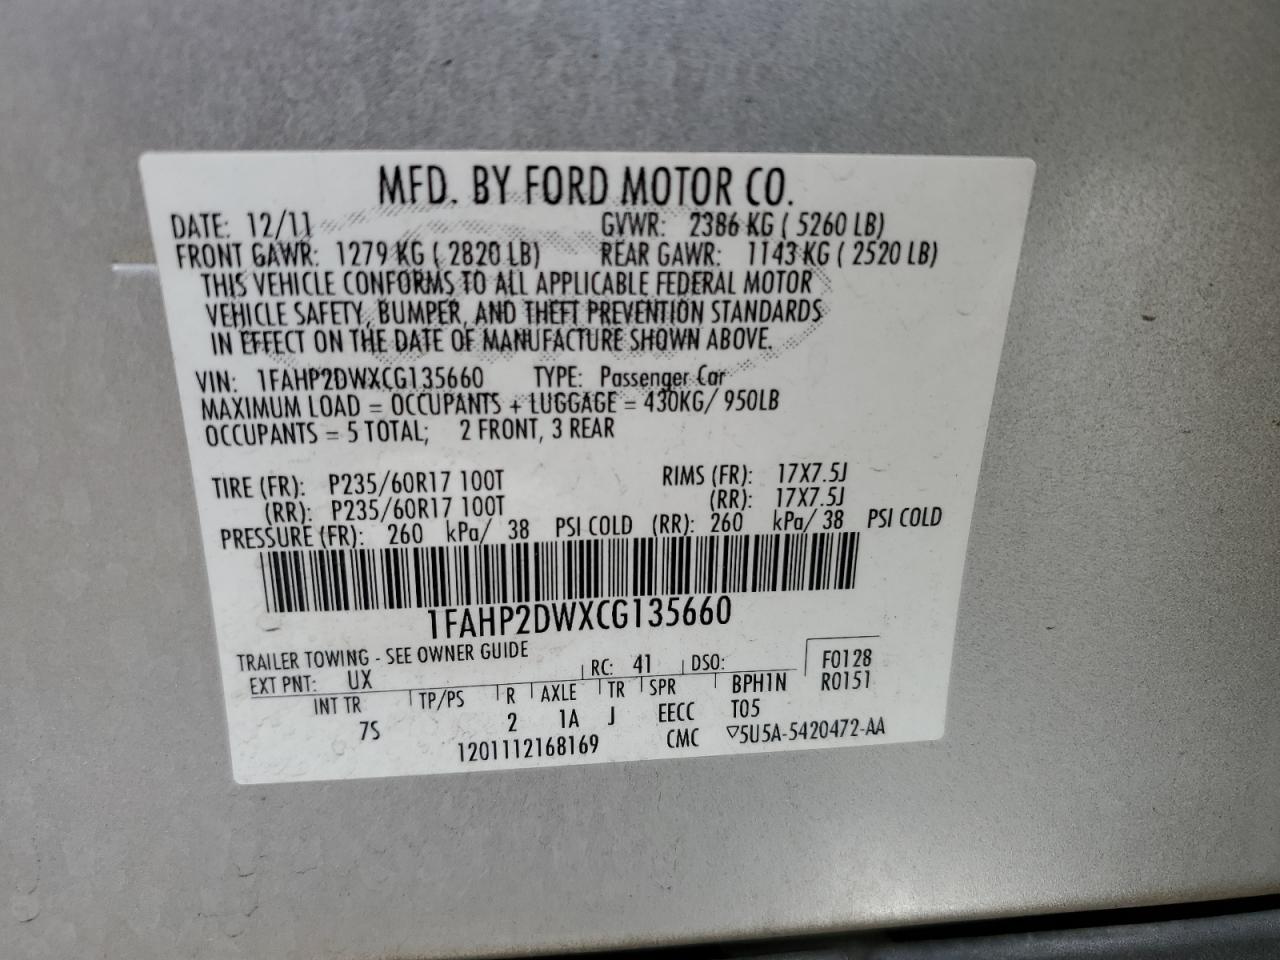 MFD. BY FORD MOTOR CO.
DATE: 12/11 GVWR: 2386 KG ( 5260 LB)
FRONT GAWR: 1279 KG ( 2820 LB) REAR GAWR: 1143 KG ( 2520 LB)
THIS VEHICLE CONFORMS TO ALL APPLICABLE FEDERAL MOTOR
VEHICLE SAFETY, BUMPER, AND THEFT PREVENTION STANDARDS
IN EFFECT ON THE DATE OF MANUFACTURE SHOWN ABOVE.
VIN: 1FAHP2DWXCG135660 TYPE: Passenger Car
MAXIMUM LOAD = OCCUPANTS + LUGGAGE = 430KG/ 950LB
OCCUPANTS = 5 TOTAL; 2 FRONT, 3 REAR
TIRE (FR): P235/60R17 100T RIMS (FR): 17X7.5J
(RR): P235/60R17 100T (RR): 17X7.5J
PRESSURE (FR): 260 kPa/ 38 PSI COLD (RR): 260 kPa/ 38 PSI COLD
1FAHP2DWXCG135660
TRAILER TOWING - SEE OWNER GUIDE
EXT PNT: UX RC: 41 DSO: F0128
INT TR TP/PS R AXLE TR SPR BPH1N R0151
7S 2 1A J EECC T05
1201112168169 CMC ▽5U5A-5420472-AA